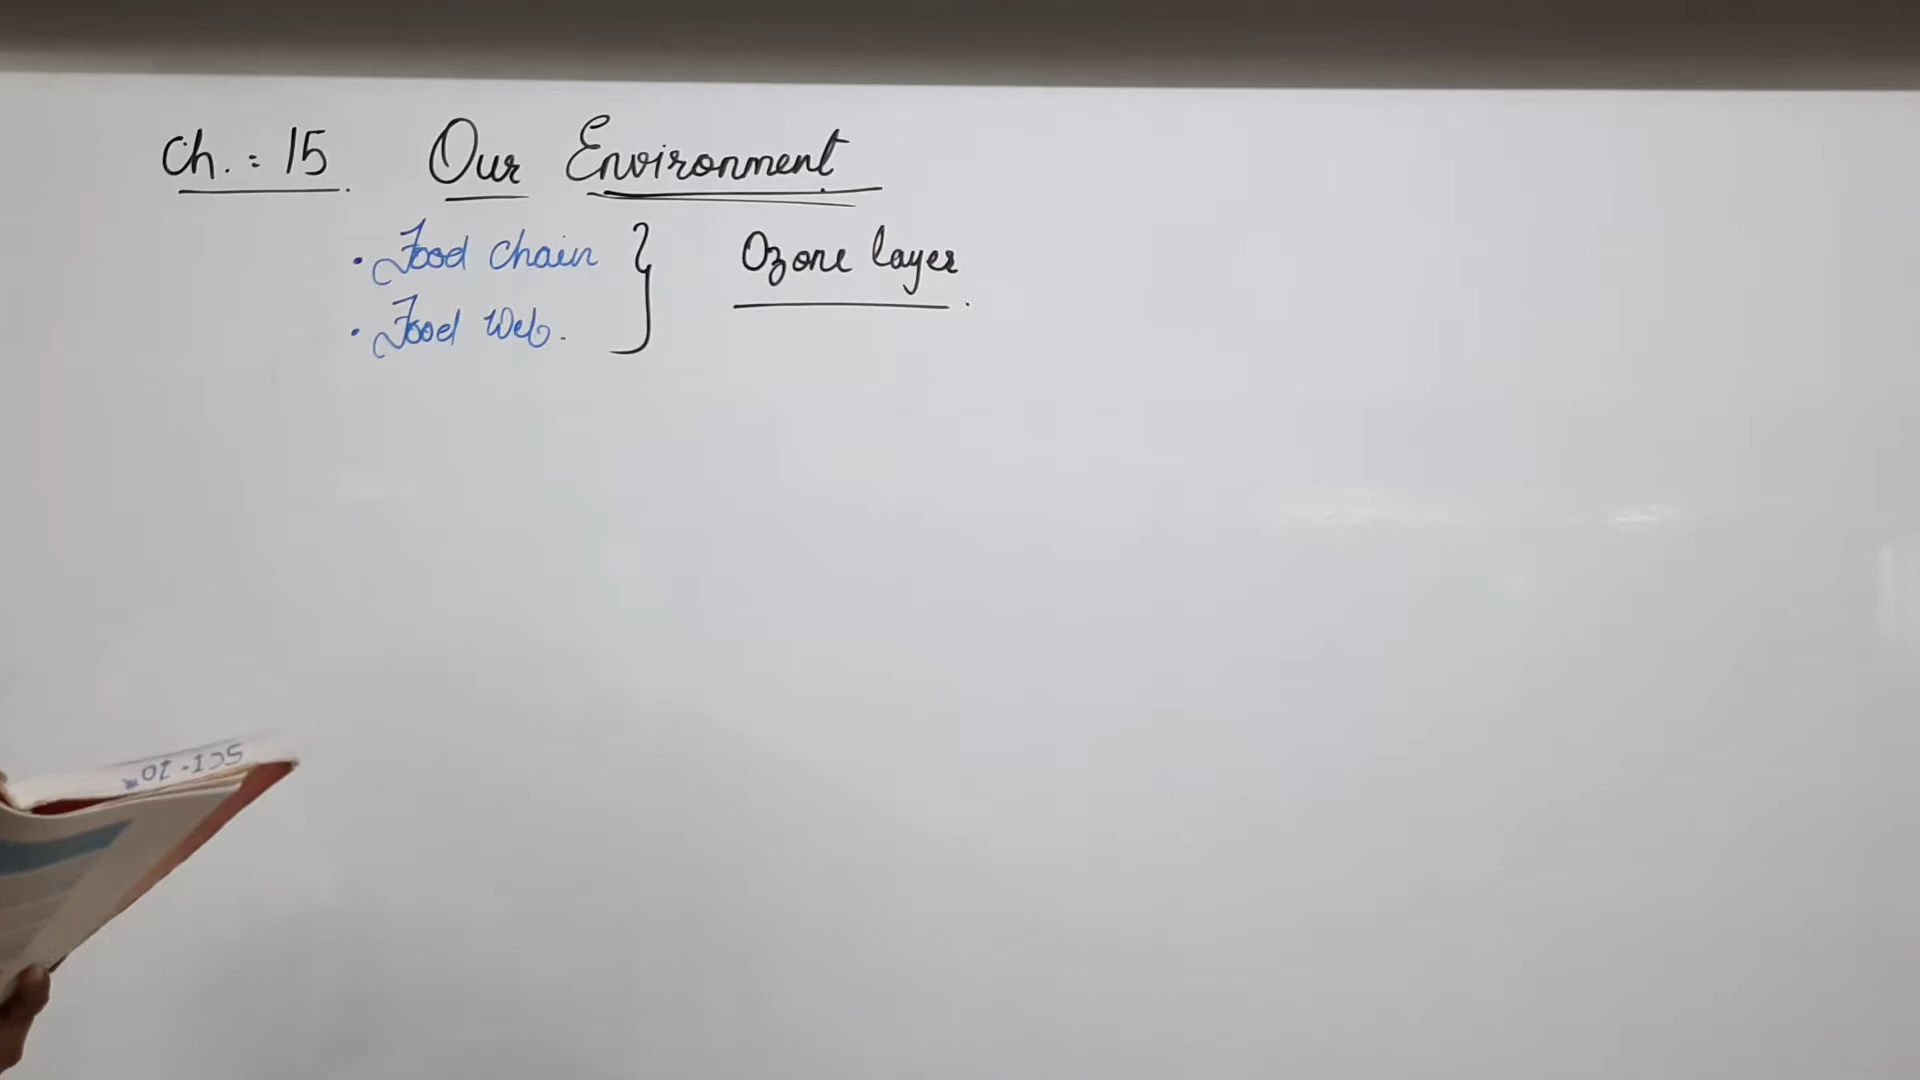 Ch. : 15 Our Environment
• Food chain
• Food Web.
Ozone layer
SCI-10